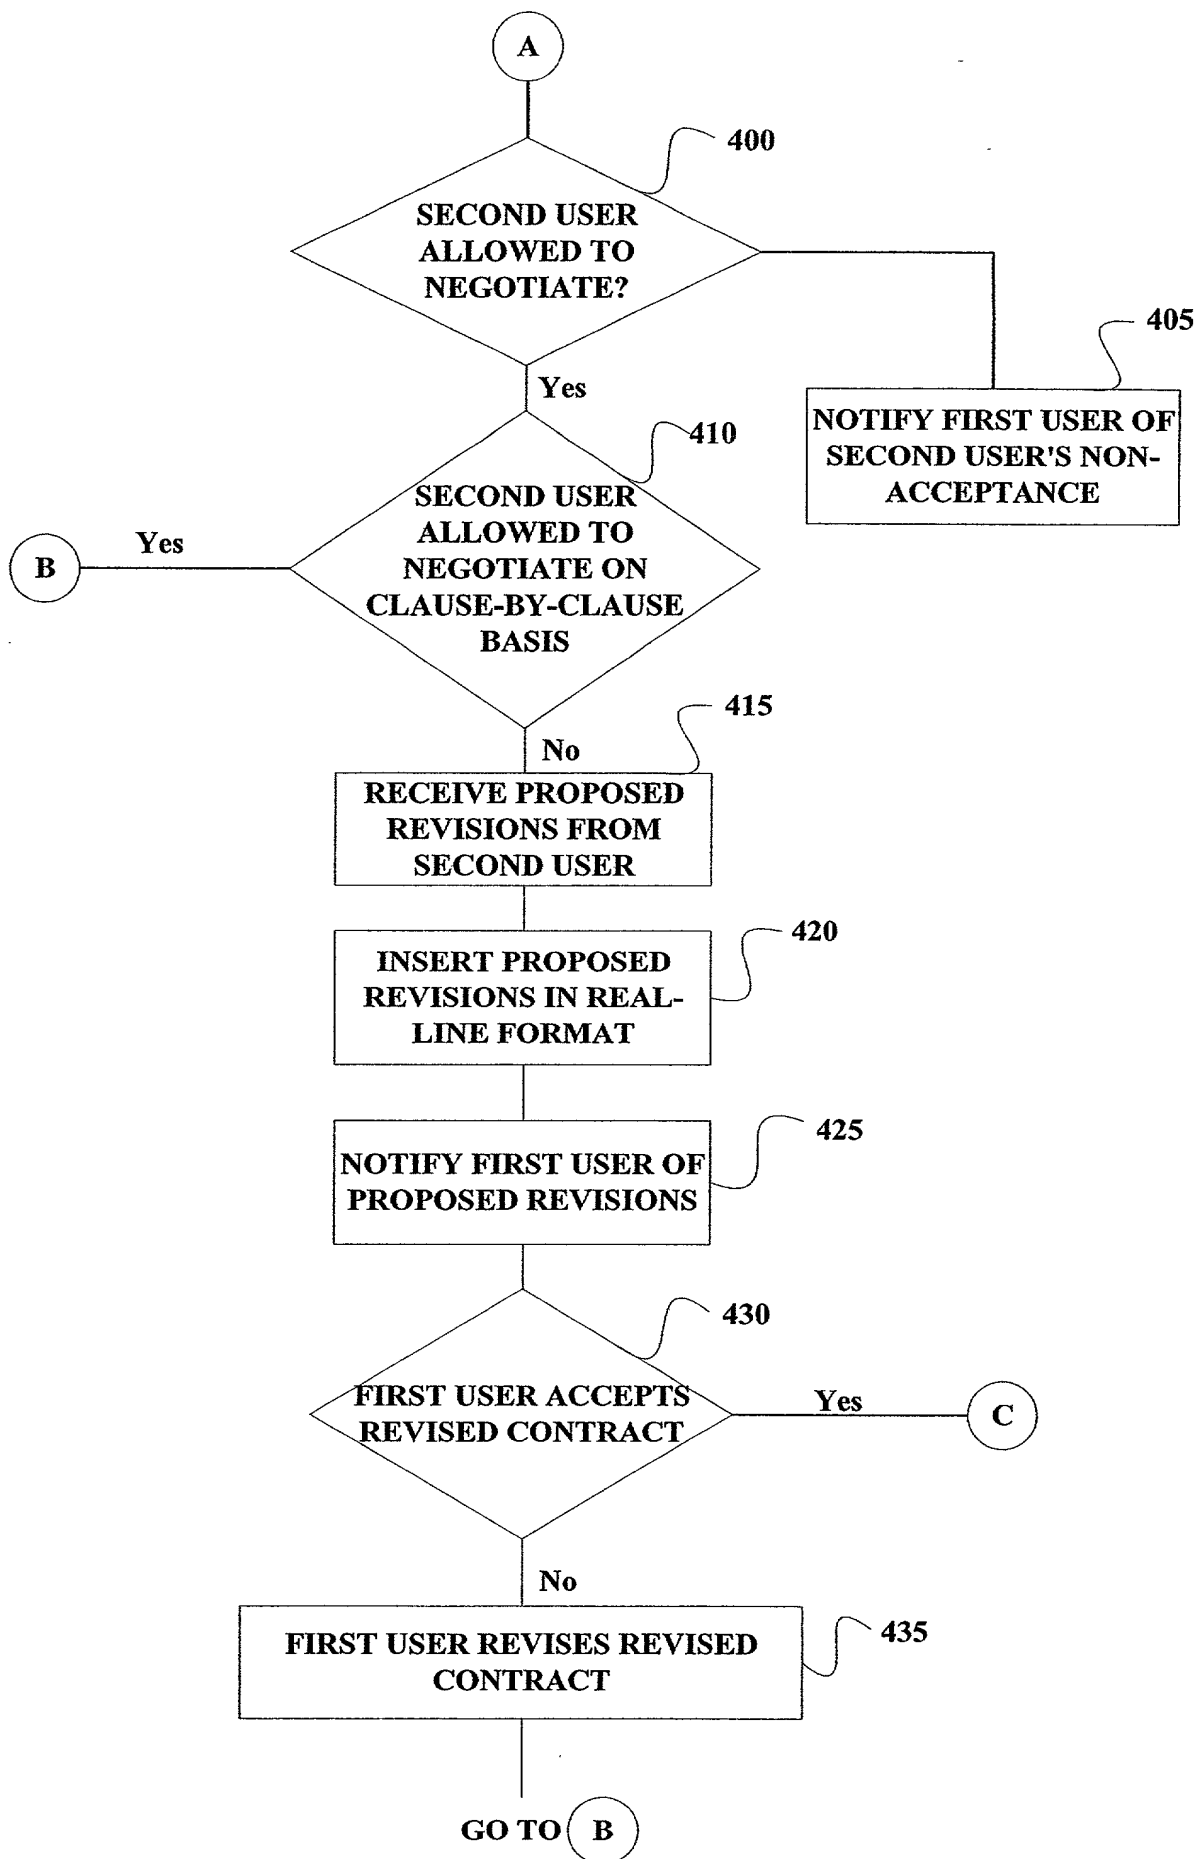 A
400
SECOND USER
ALLOWED TO
NEGOTIATE?
405
Yes
NOTIFY FIRST USER OF
SECOND USER'S NON-
ACCEPTANCE
410
SECOND USER
ALLOWED TO
NEGOTIATE ON
CLAUSE-BY-CLAUSE
BASIS
Yes
B
415
No
RECEIVE PROPOSED
REVISIONS FROM
SECOND USER
420
INSERT PROPOSED
REVISIONS IN REAL-
LINE FORMAT
425
NOTIFY FIRST USER OF
PROPOSED REVISIONS
430
FIRST USER ACCEPTS
REVISED CONTRACT
Yes
C
No
435
FIRST USER REVISES REVISED
CONTRACT
GO TO B